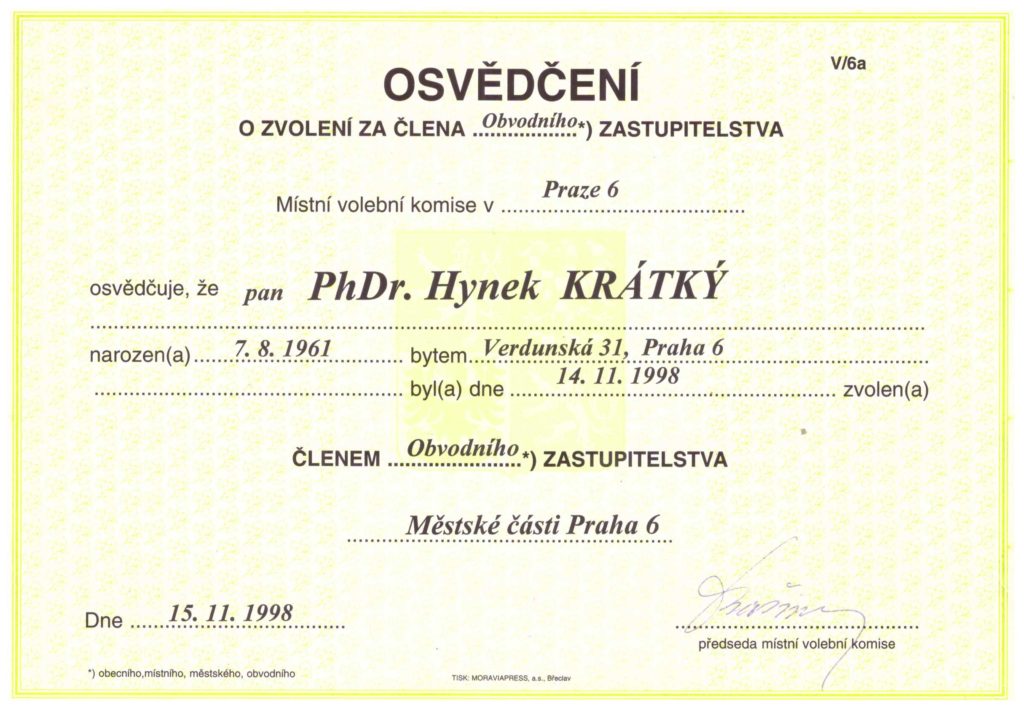 V/6a
OSVĚDČENÍ
O ZVOLENÍ ZA ČLENA Obvodního*) ZASTUPITELSTVA
Místní volební komise v Praze 6
osvědčuje, že pan PhDr. Hynek KRÁTKÝ
narozen(a) 7. 8. 1961 bytem Verdunská 31, Praha 6
byl(a) dne 14. 11. 1998 zvolen(a)
ČLENEM Obvodního*) ZASTUPITELSTVA
Městské části Praha 6
Dne 15. 11. 1998
předseda místní volební komise
*) obecního,místního, městského, obvodního
TISK: MORAVIAPRESS, a.s., Břeclav